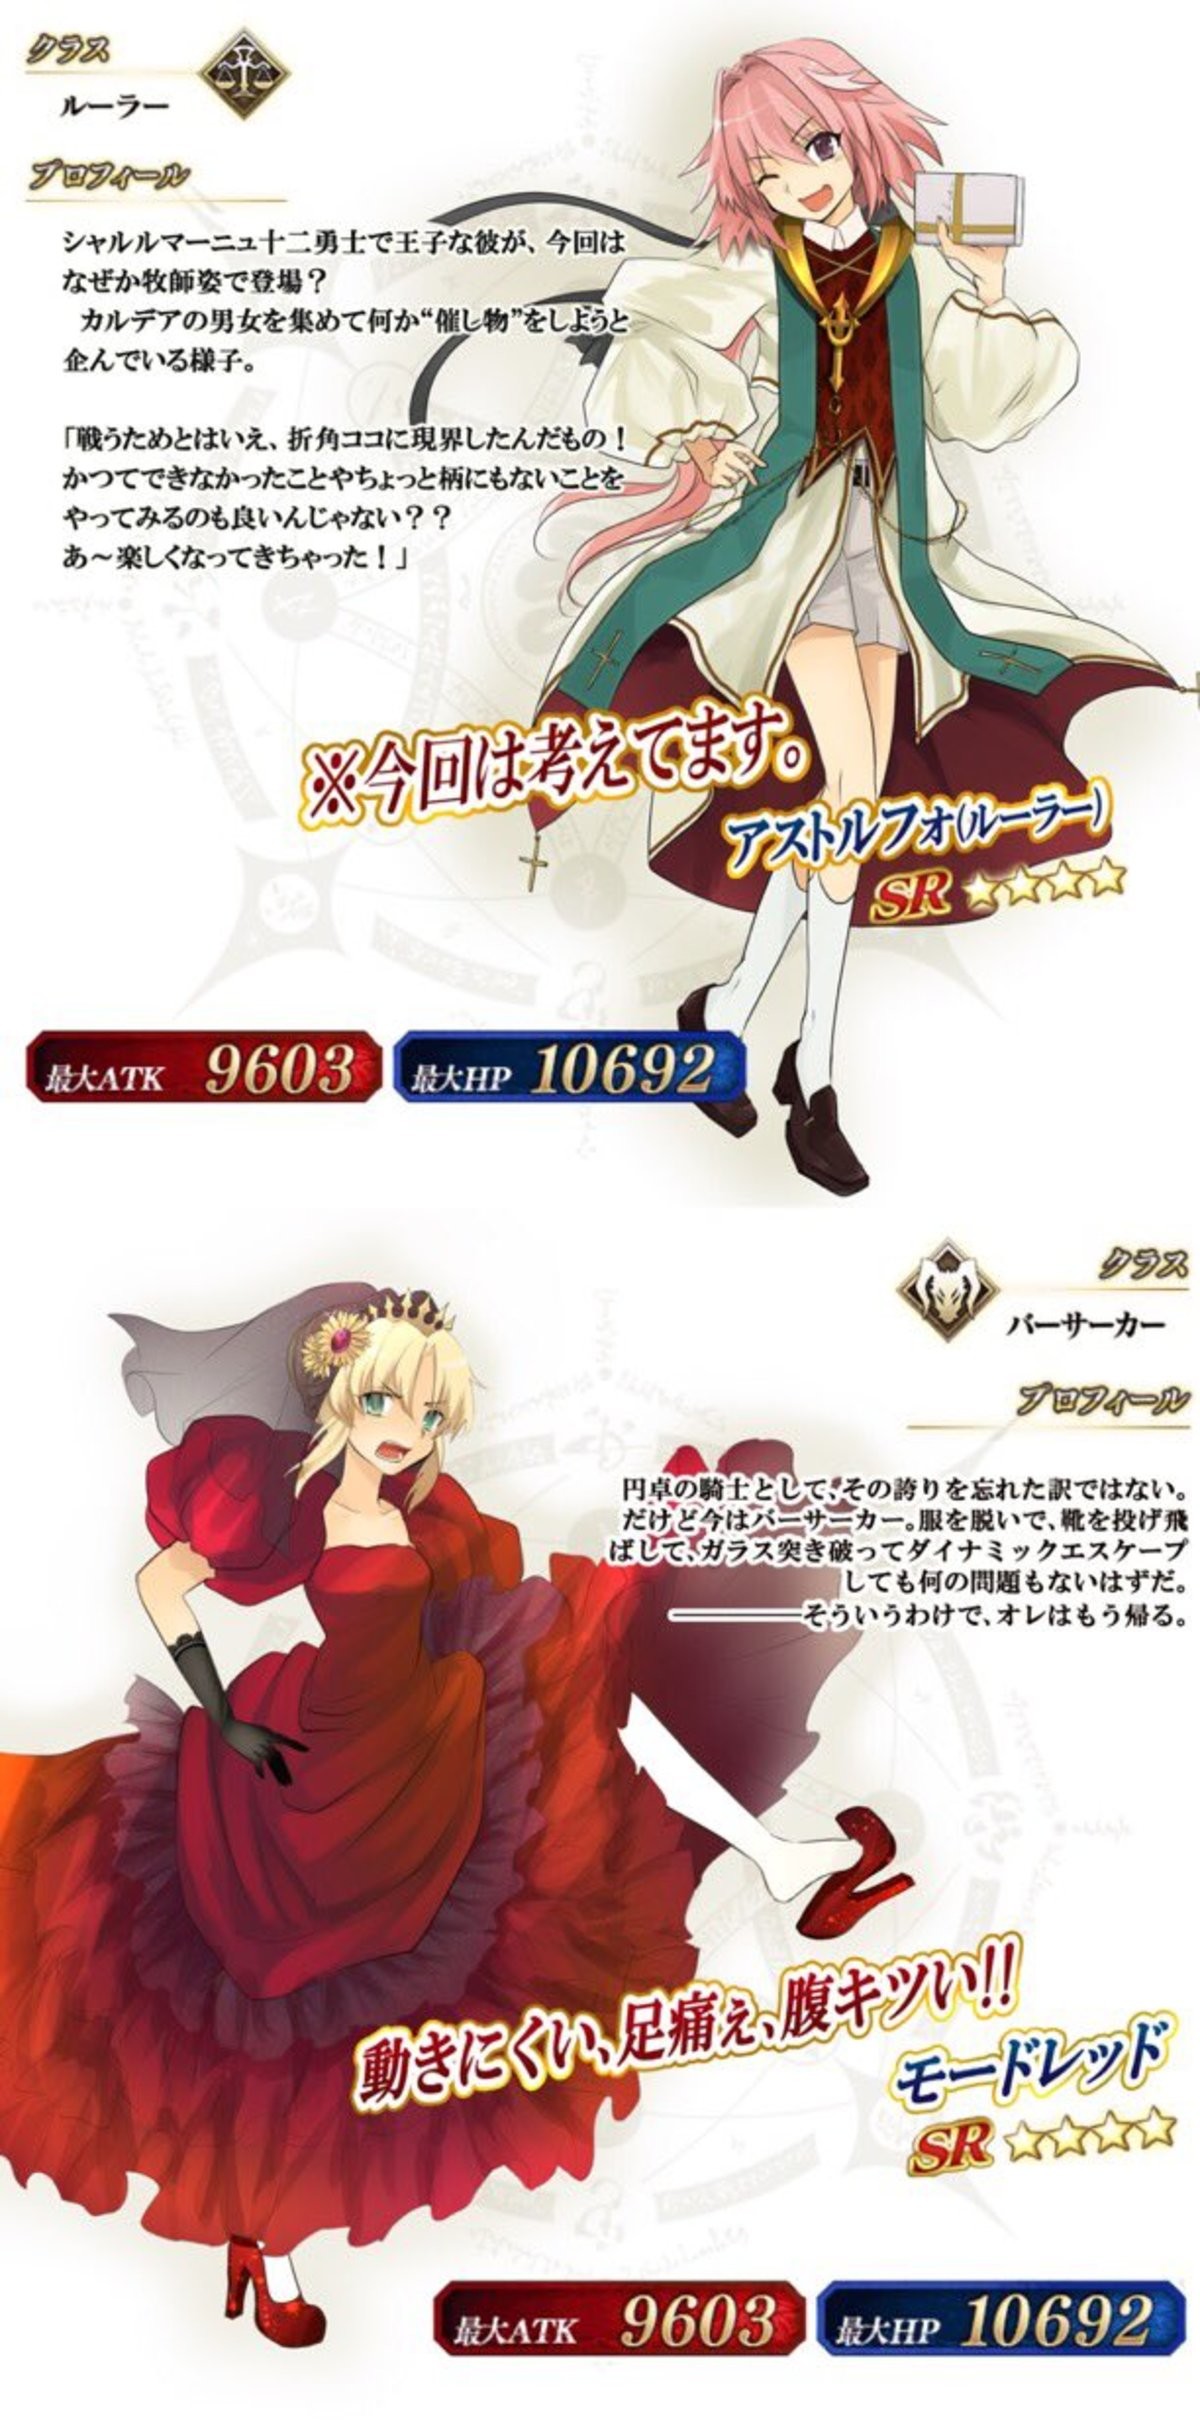 クラス
ルーラー
プロフィール
シャルルマーニュ十二勇士で王子な彼が、今回は
なぜか牧師姿で登場？
カルデアの男女を集めて何か“催し物”をしようと
企んでいる様子。
「戦うためとはいえ、折角ココに現界したんだもの！
かつてできなかったことやちょっと柄にもないことを
やってみるのも良いんじゃない？？
あ～楽しくなってきちゃった！」
※今回は考えてます。
アストルフォ(ルーラー)
SR
最大ATK 9603 最大HP 10692
クラス
バーサーカー
プロフィール
円卓の騎士として、その誇りを忘れた訳ではない。
だけど今はバーサーカー。服を脱いで、靴を投げ飛
ばして、ガラス突き破ってダイナミックエスケープ
しても何の問題もないはずだ。
――――そういうわけで、オレはもう帰る。
動きにくい、足痛ぇ、腹キツい!!
モードレッド
SR
最大ATK 9603 最大HP 10692